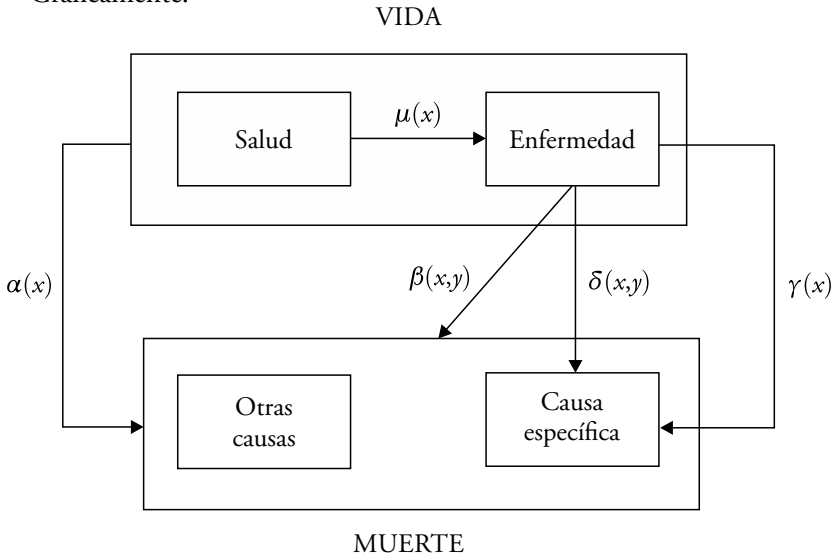 Gráficamente:
VIDA
Salud
μ(x)
Enfermedad
α(x)
β(x,y)
δ(x,y)
γ(x)
Otras
causas
Causa
específica
MUERTE